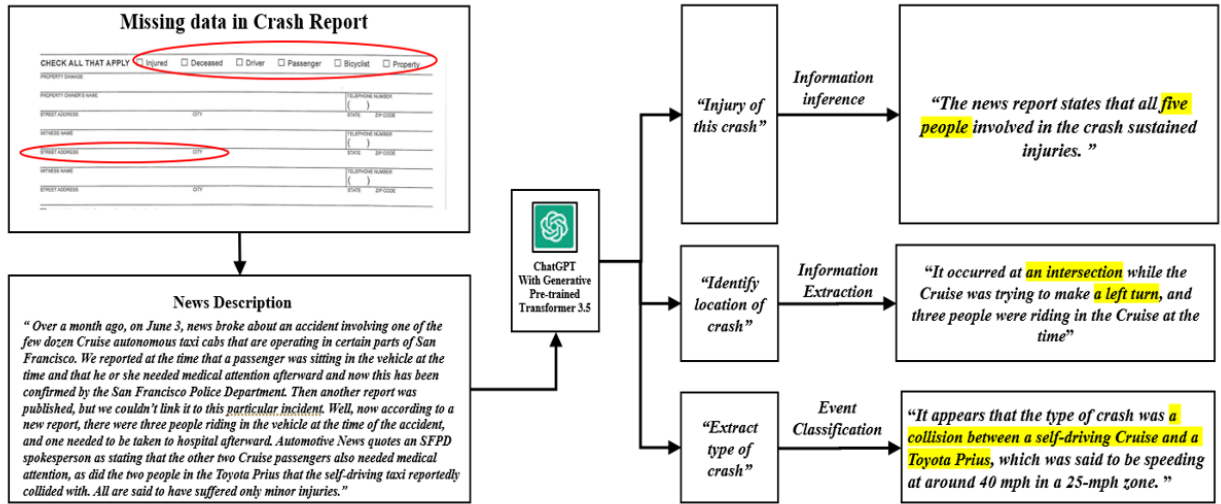 Missing data in Crash Report
CHECK ALL THAT APPLY ☐ Injured ☐ Deceased ☐ Driver ☐ Passenger ☐ Bicyclist ☐ Property
PROPERTY DAMAGE
PROPERTY OWNER'S NAME TELEPHONE NUMBER
( )
STREET ADDRESS CITY STATE ZIP CODE
WITNESS NAME TELEPHONE NUMBER
( )
STREET ADDRESS CITY STATE ZIP CODE
WITNESS NAME TELEPHONE NUMBER
( )
STREET ADDRESS CITY STATE ZIP CODE
News Description
“ Over a month ago, on June 3, news broke about an accident involving one of the
few dozen Cruise autonomous taxi cabs that are operating in certain parts of San
Francisco. We reported at the time that a passenger was sitting in the vehicle at the
time and that he or she needed medical attention afterward and now this has been
confirmed by the San Francisco Police Department. Then another report was
published, but we couldn’t link it to this particular incident. Well, now according to a
new report, there were three people riding in the vehicle at the time of the accident,
and one needed to be taken to hospital afterward. Automotive News quotes an SFPD
spokesperson as stating that the other two Cruise passengers also needed medical
attention, as did the two people in the Toyota Prius that the self-driving taxi reportedly
collided with. All are said to have suffered only minor injuries.”
ChatGPT
With Generative
Pre-trained
Transformer 3.5
“Injury of
this crash”
Information
inference
“The news report states that all five
people involved in the crash sustained
injuries. ”
“Identify
location of
crash”
Information
Extraction
“It occurred at an intersection while the
Cruise was trying to make a left turn, and
three people were riding in the Cruise at the
time”
“Extract
type of
crash”
Event
Classification
“It appears that the type of crash was a
collision between a self-driving Cruise and a
Toyota Prius, which was said to be speeding
at around 40 mph in a 25-mph zone. ”